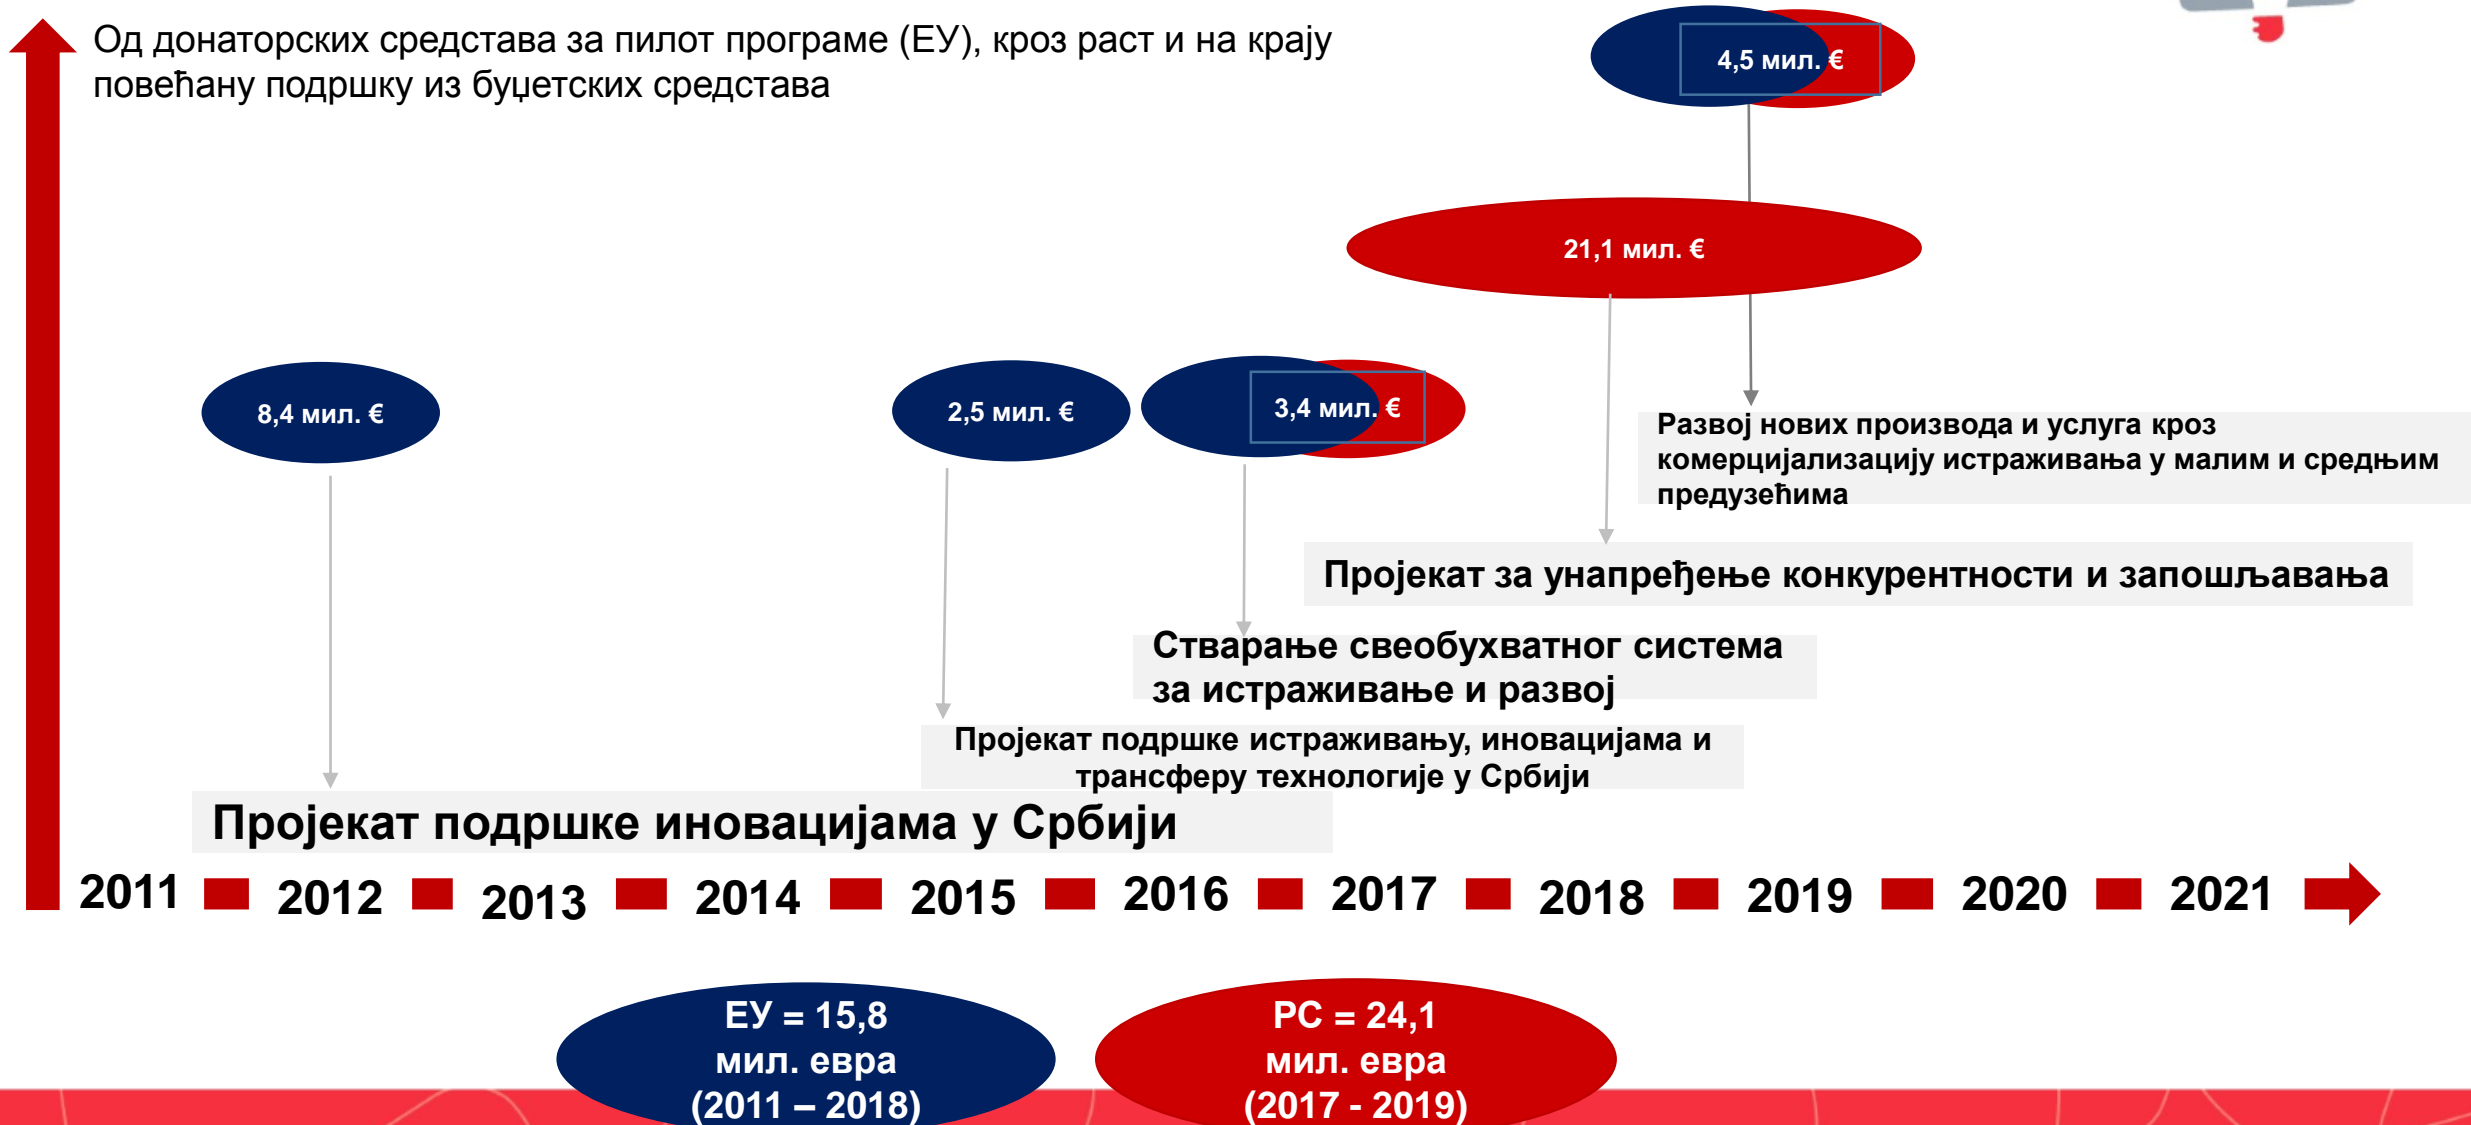 Од донаторских средстава за пилот програме (ЕУ), кроз раст и на крају
повећану подршку из буџетских средстава
4,5 мил. €
21,1 мил. €
8,4 мил. €
2,5 мил. €
3,4 мил. €
Развој нових производа и услуга кроз
комерцијализацију истраживања у малим и средњим
предузећима
Пројекат за унапређење конкурентности и запошљавања
Стварање свеобухватног система
за истраживање и развој
Пројекат подршке истраживању, иновацијама и
трансферу технологије у Србији
Пројекат подршке иновацијама у Србији
2011 2012 2013 2014 2015 2016 2017 2018 2019 2020 2021
ЕУ = 15,8
мил. евра
(2011 – 2018)
РС = 24,1
мил. евра
(2017 - 2019)